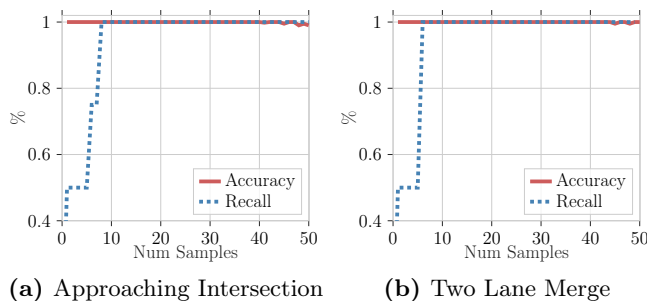 1
0.8
0.6
0.4
%
0 10 20 30 40 50
Num Samples
Accuracy
Recall
(a) Approaching Intersection
1
0.8
0.6
0.4
%
0 10 20 30 40 50
Num Samples
Accuracy
Recall
(b) Two Lane Merge